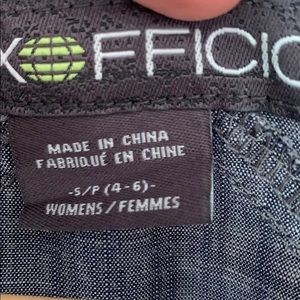 XOFFICIO
MADE IN CHINA
FABRIQUÉ EN CHINE
-S/P (4-6)-
WOMENS/FEMMES